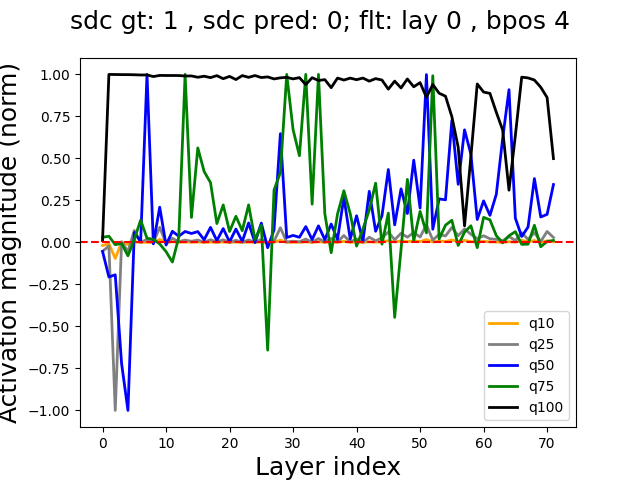 sdc gt: 1 , sdc pred: 0; flt: lay 0 , bpos 4
Activation magnitude (norm)
1.00
0.75
0.50
0.25
0.00
−0.25
−0.50
−0.75
−1.00
q10
q25
q50
q75
q100
0 10 20 30 40 50 60 70
Layer index